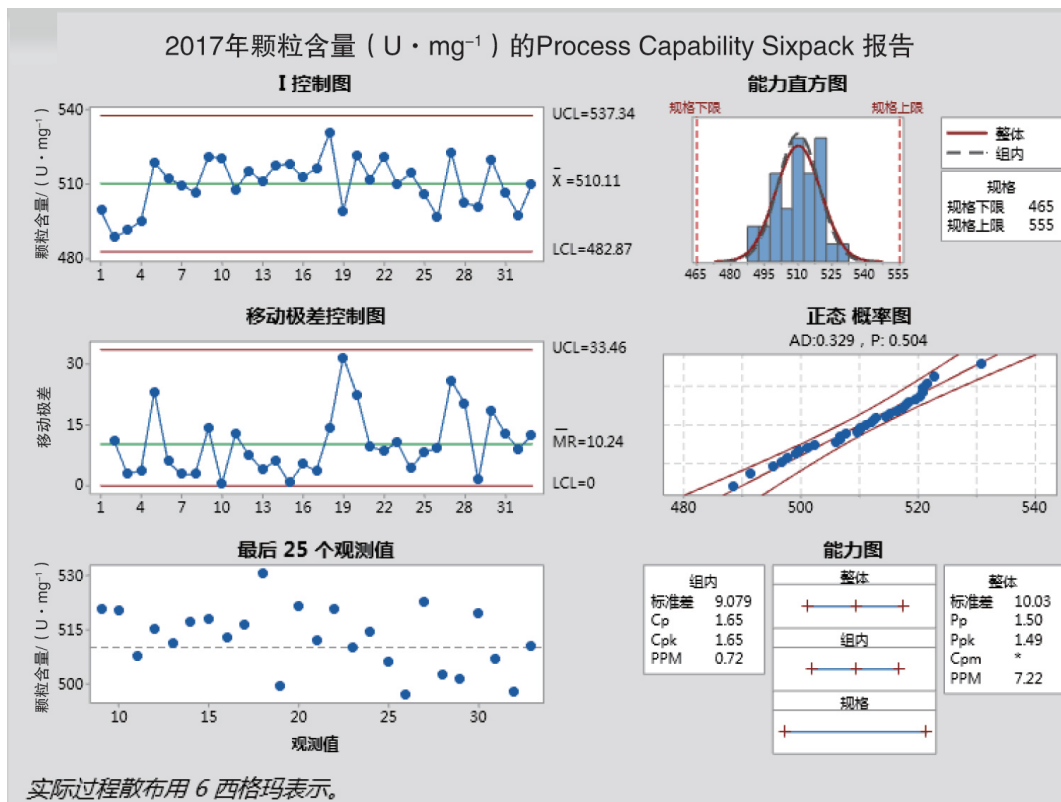 2017年颗粒含量（U·mg⁻¹）的Process Capability Sixpack 报告
I 控制图
颗粒含量/（U·mg⁻¹）
540
510
480
1 4 7 10 13 16 19 22 25 28 31
UCL=537.34
X̄ =510.11
LCL=482.87
能力直方图
规格下限 规格上限
465 480 495 510 525 540 555
整体
组内
规格
规格下限 465
规格上限 555
移动极差控制图
移动极差
30
15
0
1 4 7 10 13 16 19 22 25 28 31
UCL=33.46
M̄R̄=10.24
LCL=0
正态 概率图
AD:0.329，P: 0.504
480 500 520 540
最后 25 个观测值
颗粒含量/（U·mg⁻¹）
530
515
500
10 15 20 25 30
观测值
能力图
组内
标准差 9.079
Cp 1.65
Cpk 1.65
PPM 0.72
整体
组内
规格
整体
标准差 10.03
Pp 1.50
Ppk 1.49
Cpm *
PPM 7.22
实际过程散布用 6 西格玛表示。